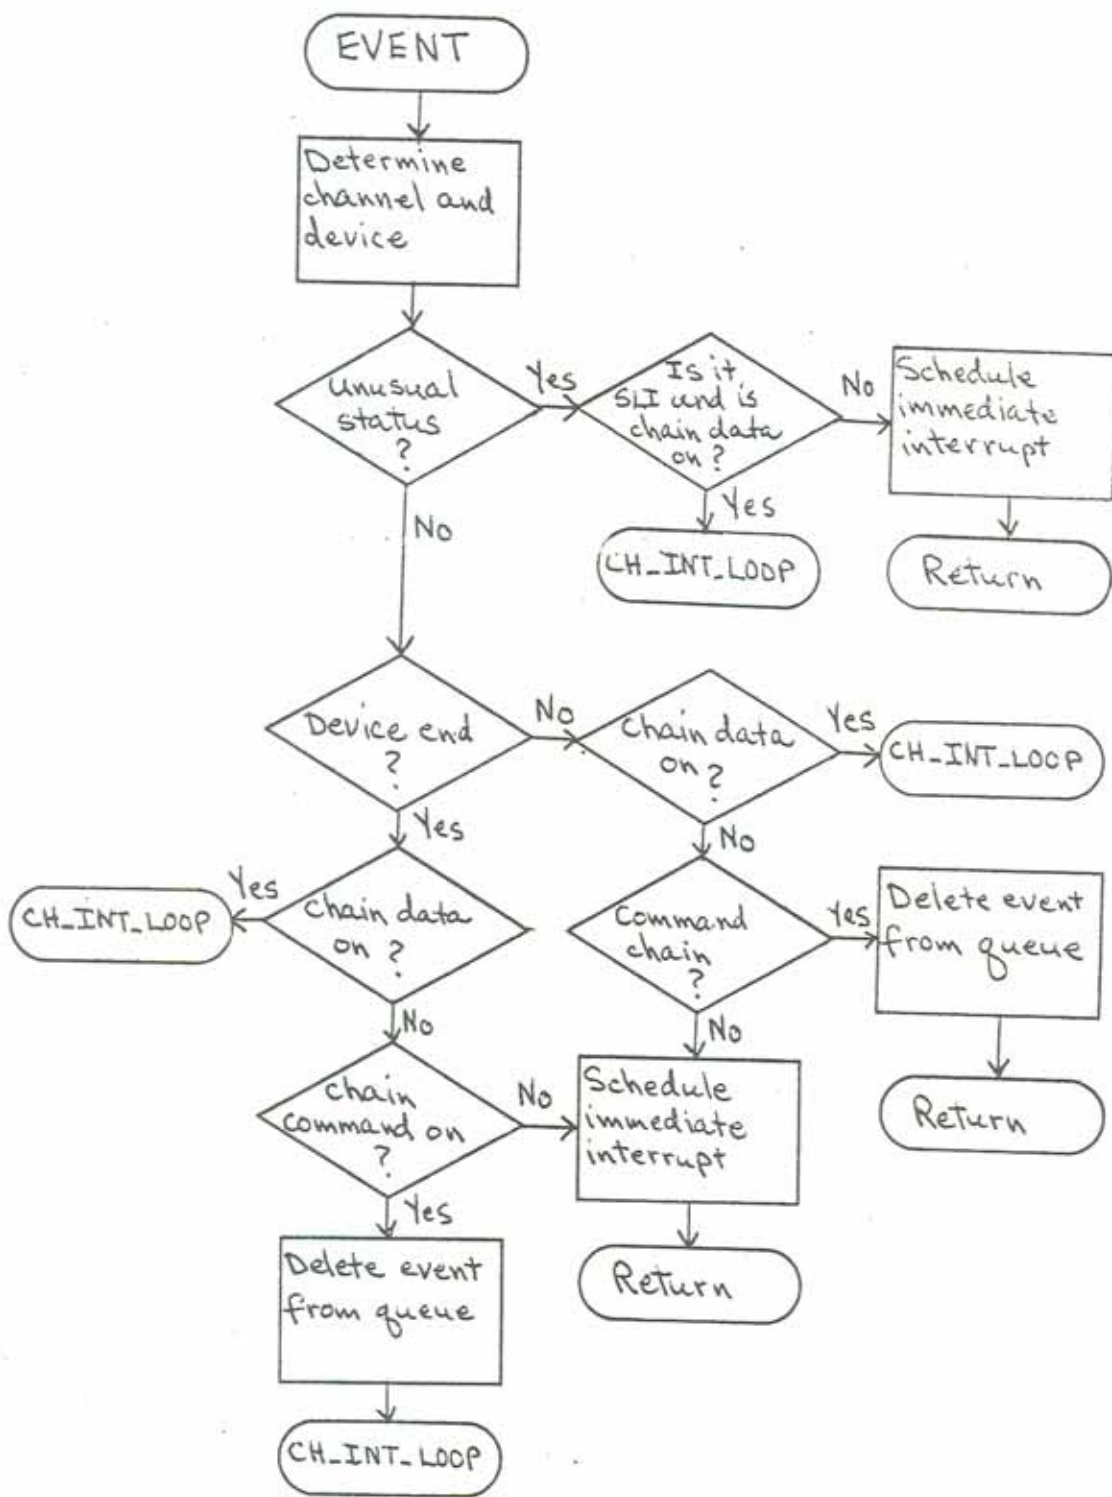 EVENT
Determine
channel and
device
Unusual
status
?
Yes
Is it
SLI und is
chain data
on?
No
Schedule
immediate
interrupt
Yes
CH_INT_LOOP
Return
No
Device end
?
No
Chain data
on?
Yes
CH_INT_LOOP
Yes
No
Chain data
on?
Yes
CH_INT_LOOP
Command
chain
?
Yes
Delete event
from queue
No
No
Chain
command on
?
No
Schedule
immediate
interrupt
Return
Yes
Delete event
from queue
Return
CH_INT_LOOP